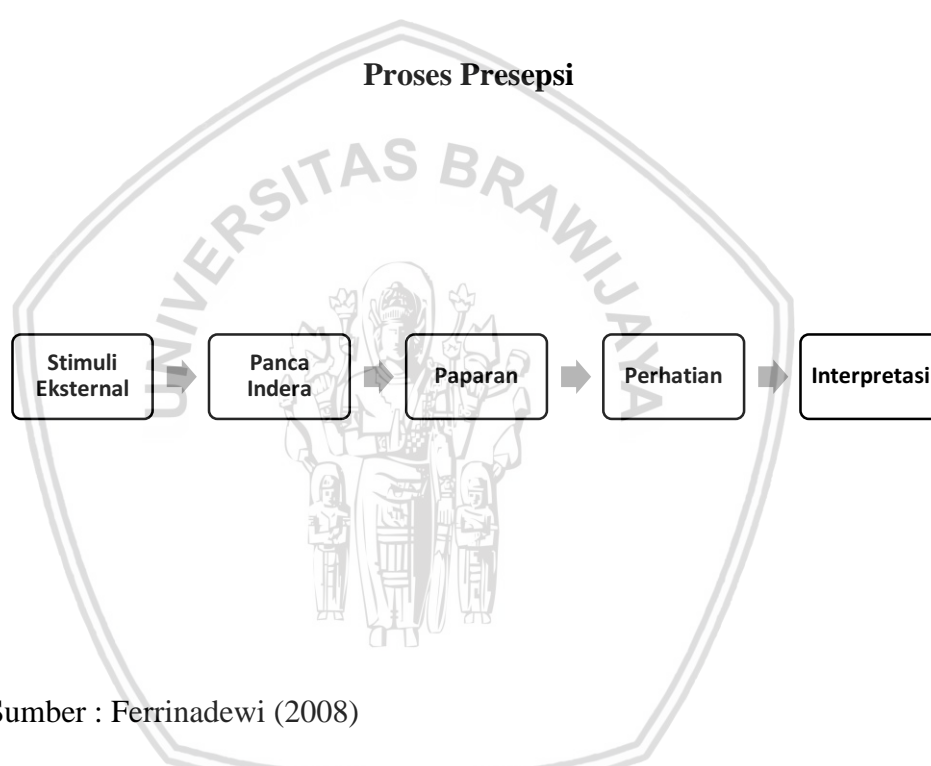 Proses Presepsi
UNIVERSITAS BRAWIJAYA
Stimuli
Eksternal
Panca
Indera
Paparan
Perhatian
Interpretasi
Sumber : Ferrinadewi (2008)